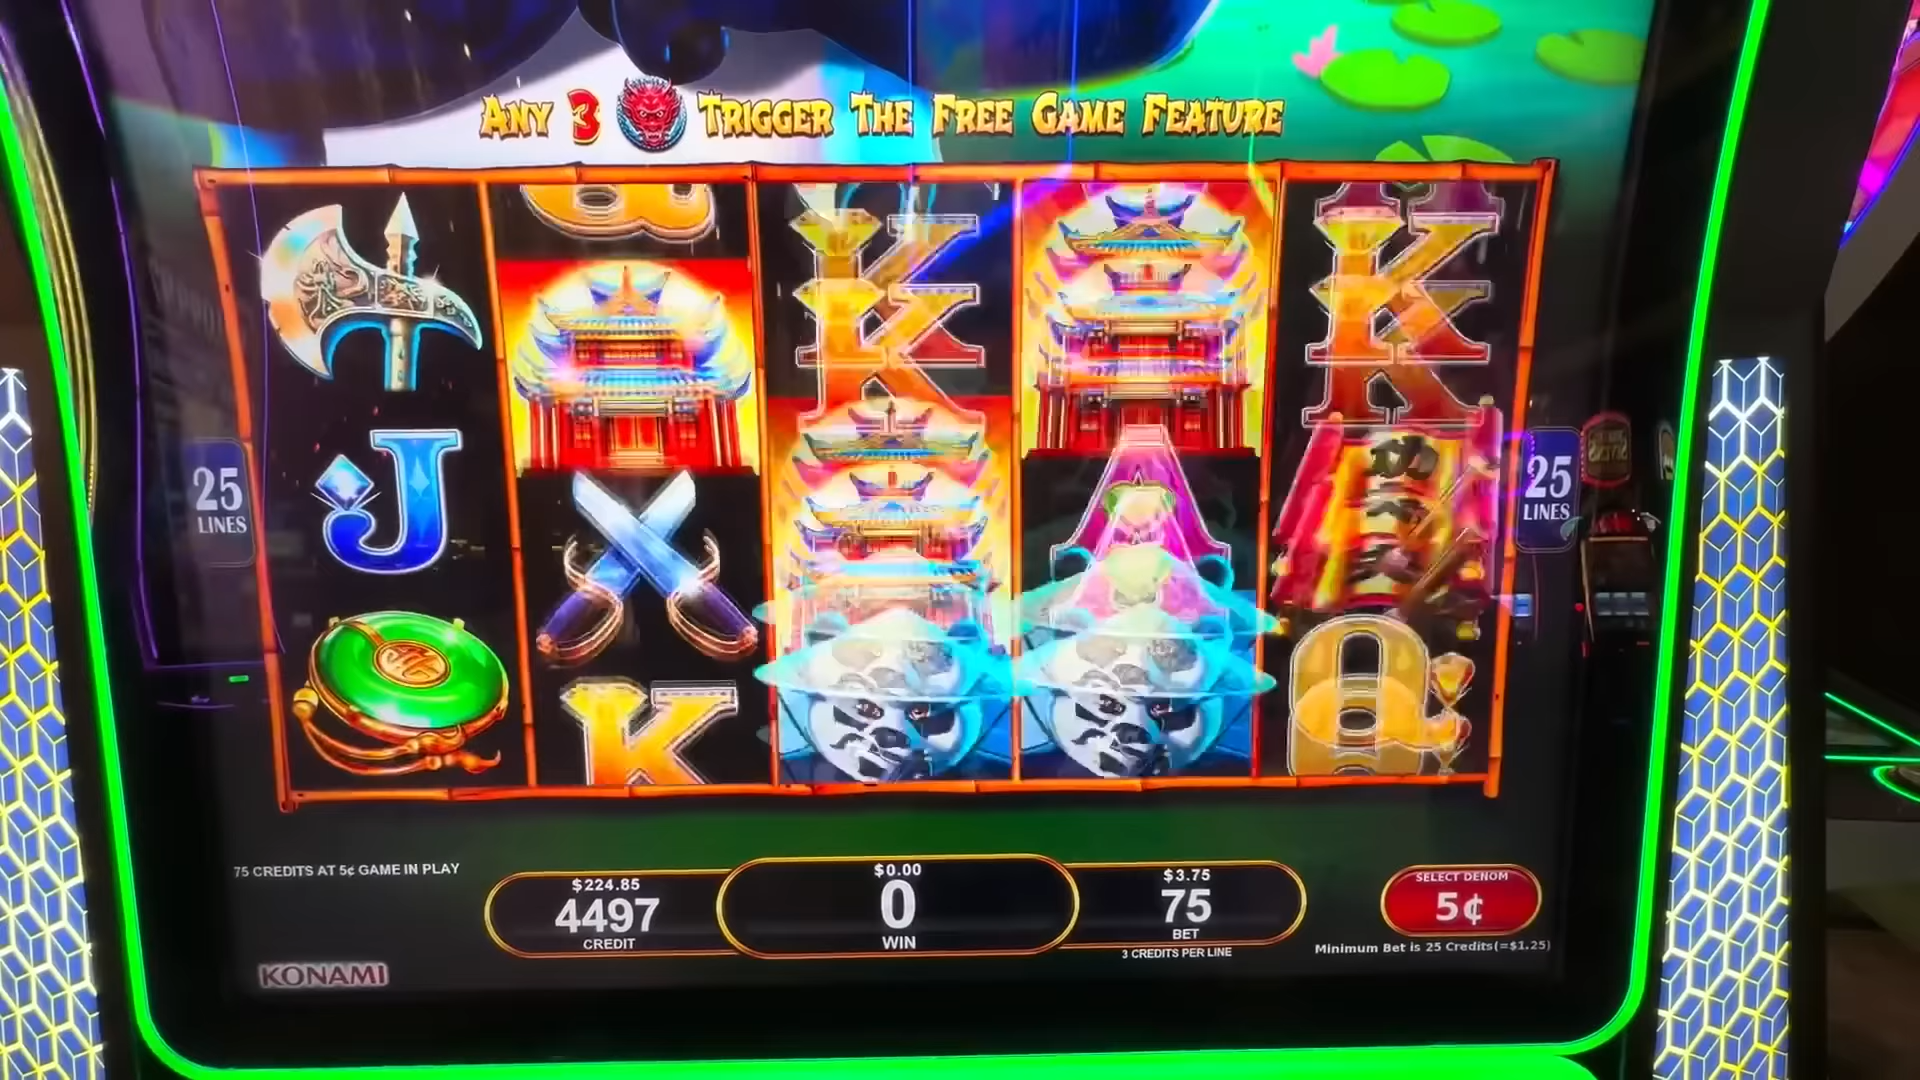 ANY 3 TRIGGER THE FREE GAME FEATURE
K K
J
25 LINES
25 LINES
K
Q
75 CREDITS AT 5¢ GAME IN PLAY
$224.85
4497
CREDIT
$0.00
0
WIN
$3.75
75
BET
3 CREDITS PER LINE
SELECT DENOM
5¢
Minimum Bet is 25 Credits(=$1.25)
KONAMI